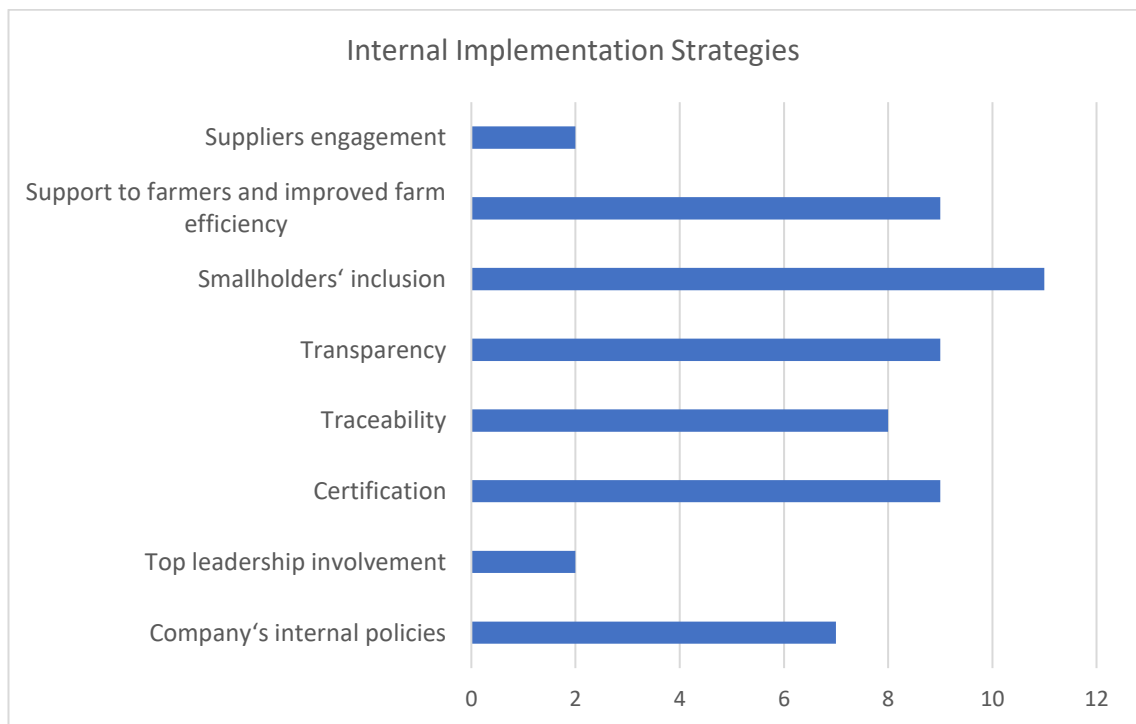 Internal Implementation Strategies
Suppliers engagement
Support to farmers and improved farm
efficiency
Smallholders‘ inclusion
Transparency
Traceability
Certification
Top leadership involvement
Company‘s internal policies
0 2 4 6 8 10 12